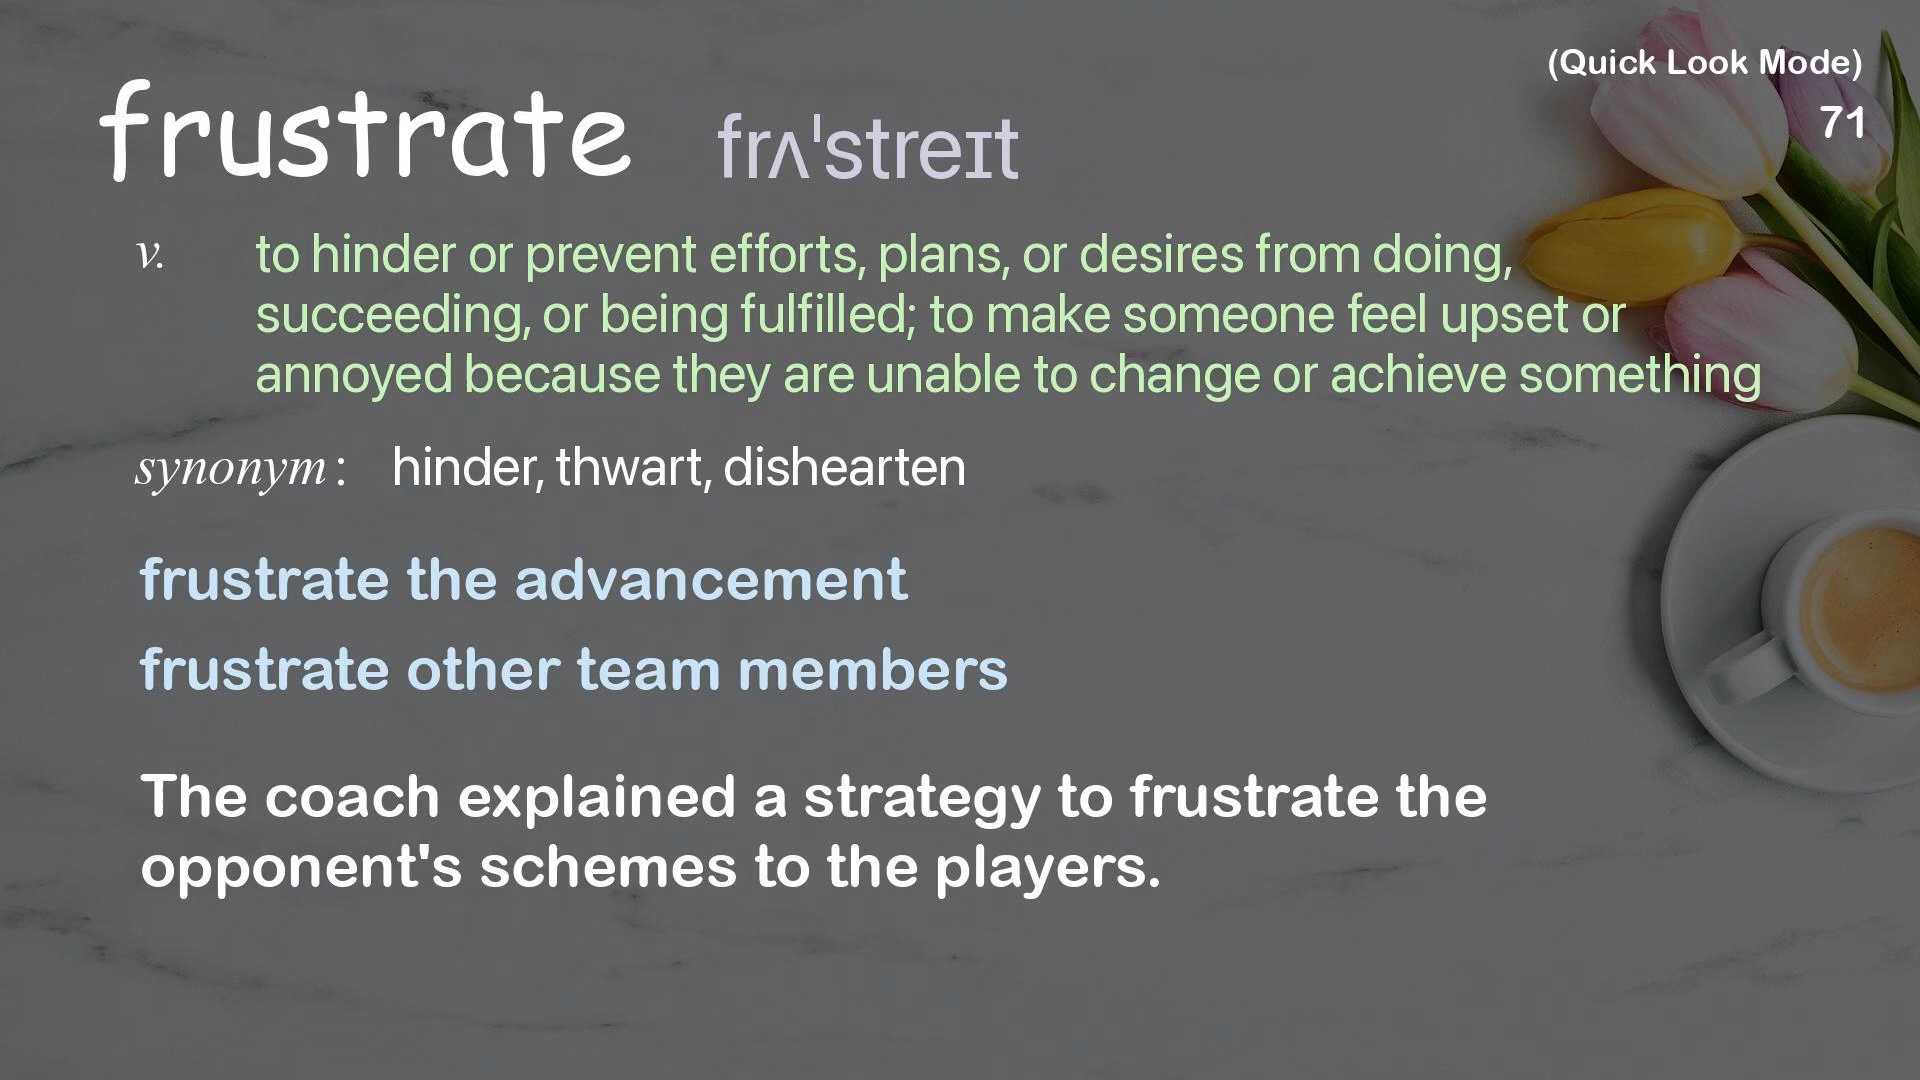 (Quick Look Mode)
71
frustrate frʌˈstreɪt
v. to hinder or prevent efforts, plans, or desires from doing,
succeeding, or being fulfilled; to make someone feel upset or
annoyed because they are unable to change or achieve something
synonym: hinder, thwart, dishearten
frustrate the advancement
frustrate other team members
The coach explained a strategy to frustrate the
opponent's schemes to the players.